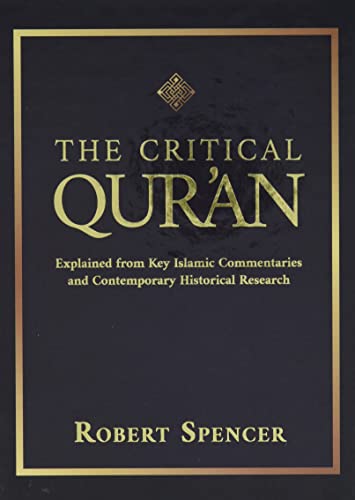 THE CRITICAL
QUR'AN
Explained from Key Islamic Commentaries
and Contemporary Historical Research
ROBERT SPENCER